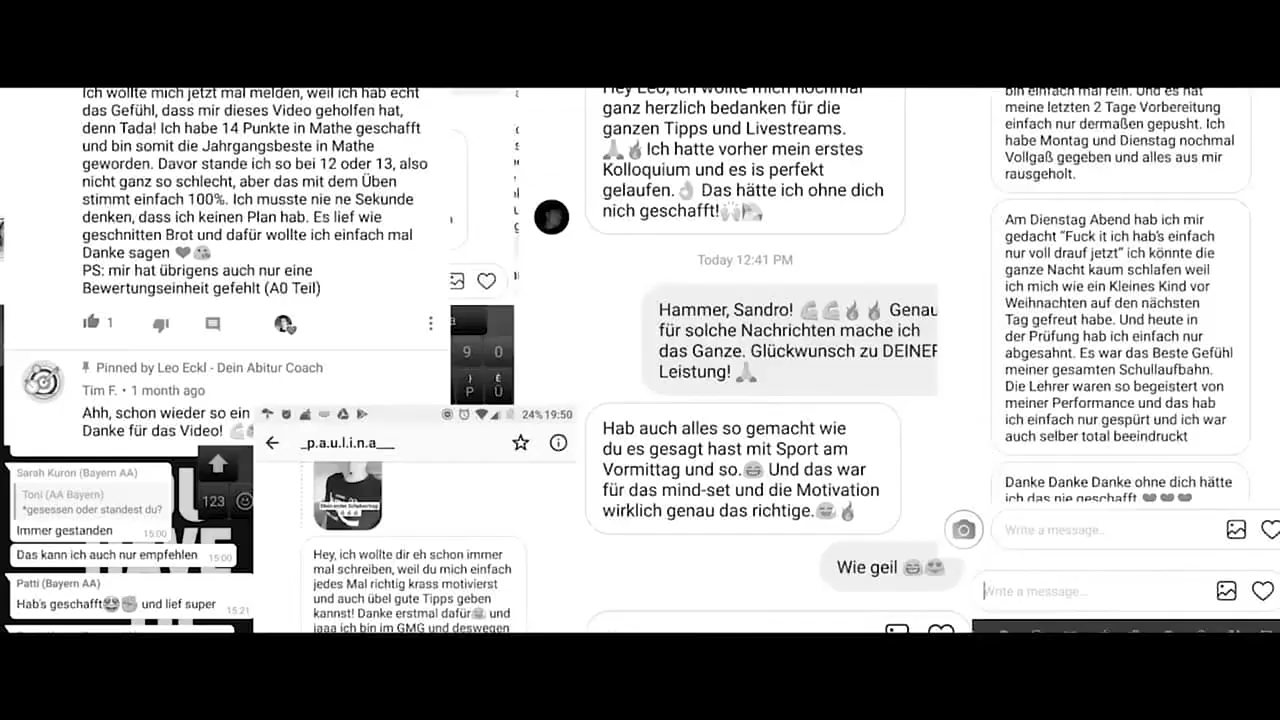 Ich wollte mich jetzt mal melden, weil ich hab echt
das Gefühl, dass mir dieses Video geholfen hat,
denn Tada! Ich habe 14 Punkte in Mathe geschafft
und bin somit die Jahrgangsbeste in Mathe
geworden. Davor stande ich so bei 12 oder 13, also
nicht ganz so schlecht, aber das mit dem Üben
stimmt einfach 100%. Ich musste nie ne Sekunde
denken, dass ich keinen Plan hab. Es lief wie
geschnitten Brot und dafür wollte ich einfach mal
Danke sagen ❤😘
PS: mir hat übrigens auch nur eine
Bewertungseinheit gefehlt (A0 Teil)
1
Pinned by Leo Eckl - Dein Abitur Coach
Tim F. • 1 month ago
Ahh, schon wieder so ein
Danke für das Video! 💪
9 0
P Ü
123
Sarah Kuron (Bayern AA)
Toni (AA Bayern)
*gesessen oder standest du?
Immer gestanden
15:00
Das kann ich auch nur empfehlen
15:00
Patti (Bayern AA)
Hab's geschafft😍✊ und lief super
15:21
24% 19:50
_p.a.u.l.i.n.a___
Hey, ich wollte dir eh schon immer
mal schreiben, weil du mich einfach
jedes Mal richtig krass motivierst
und auch übel gute Tipps geben
kannst! Danke erstmal dafür🤗 und
jaaa ich bin im GMG und deswegen
Hey Leo, ich wollte mich nochmal
ganz herzlich bedanken für die
ganzen Tipps und Livestreams.
🙏🔥Ich hatte vorher mein erstes
Kolloquium und es is perfekt
gelaufen.👌 Das hätte ich ohne dich
nich geschafft!🙌
Today 12:41 PM
Hammer, Sandro! 💪💪🔥🔥 Genau
für solche Nachrichten mache ich
das Ganze. Glückwunsch zu DEINER
Leistung! 🙏
Hab auch alles so gemacht wie
du es gesagt hast mit Sport am
Vormittag und so.😄 Und das war
für das mind-set und die Motivation
wirklich genau das richtige.😄🔥
Wie geil 😄😍
bin einfach mal rein. Und es hat
meine letzten 2 Tage Vorbereitung
einfach nur dermaßen gepusht. Ich
habe Montag und Dienstag nochmal
Vollgaß gegeben und alles aus mir
rausgeholt.
Am Dienstag Abend hab ich mir
gedacht "Fuck it ich hab's einfach
nur voll drauf jetzt" ich könnte die
ganze Nacht kaum schlafen weil
ich mich wie ein Kleines Kind vor
Weihnachten auf den nächsten
Tag gefreut habe. Und heute in
der Prüfung hab ich einfach nur
abgesahnt. Es war das Beste Gefühl
meiner gesamten Schullaufbahn.
Die Lehrer waren so begeistert von
meiner Performance und das hab
ich einfach nur gespürt und ich war
auch selber total beeindruckt
Danke Danke Danke ohne dich hätte
ich das nie geschafft ❤❤❤
Write a message...
Write a message...